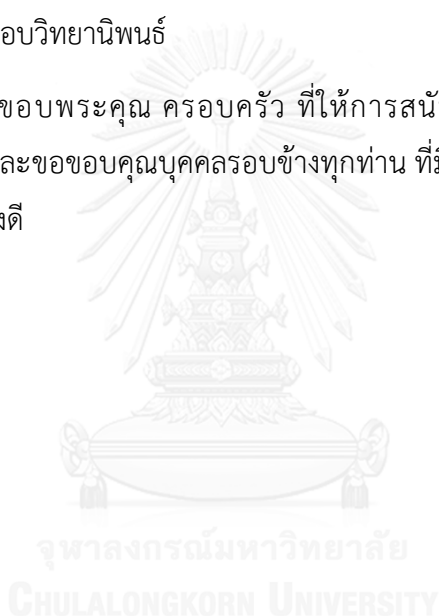 อบวิทยานิพนธ์
ขอบพระคุณ ครอบครัว ที่ให้การสนั
ละขอขอบคุณบุคคลรอบข้างทุกท่าน ที่มี
งดี
จุฬาลงกรณ์มหาวิทยาลัย
CHULALONGKORN UNIVERSITY